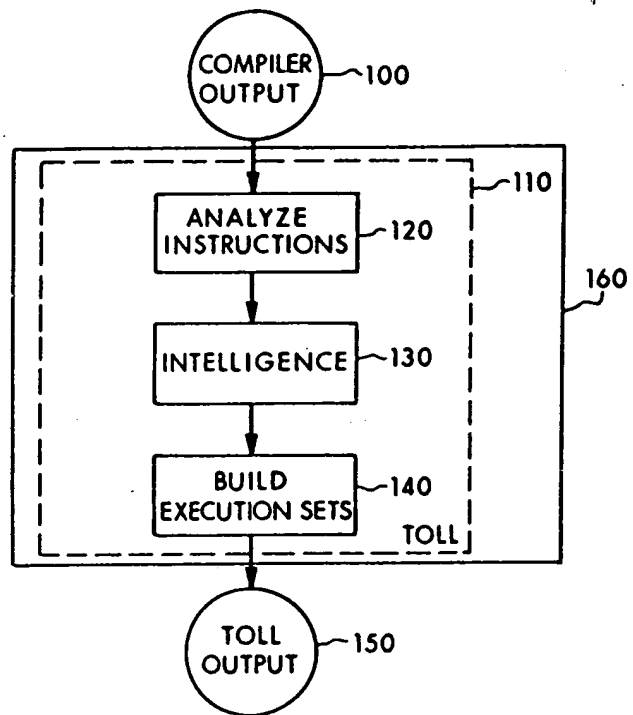 COMPILER
OUTPUT
100
110
ANALYZE
INSTRUCTIONS
120
160
INTELLIGENCE
130
BUILD
EXECUTION SETS
140
TOLL
TOLL
OUTPUT
150